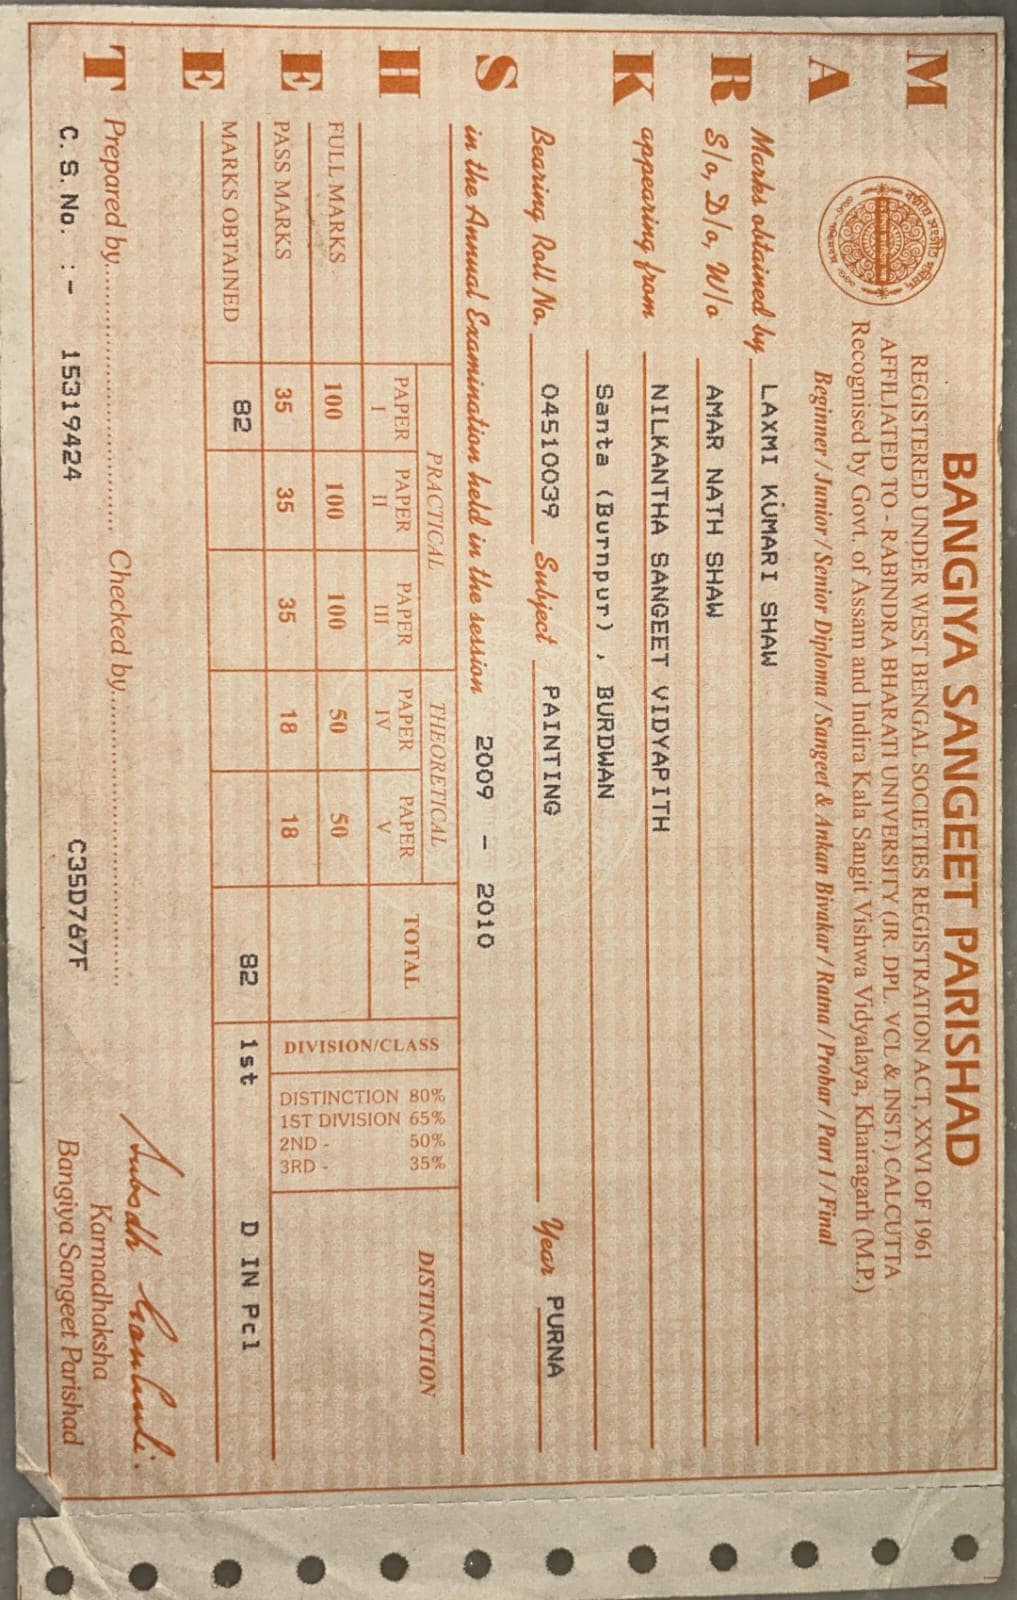 MARK SHEET
BANGIYA SANGEET PARISHAD
REGISTERED UNDER WEST BENGAL SOCIETIES REGISTRATION ACT, XXVI OF 1961
AFFILIATED TO - RABINDRA BHARATI UNIVERSITY (JR. DPL. VCL & INST.) CALCUTTA
Recognised by Govt. of Assam and Indira Kala Sangit Vishwa Vidyalaya, Khairagarh (M.P.)
Beginner / Junior / Senior Diploma / Sangeet & Ankan Bivakar / Ratna / Probar / Part I / Final
Marks obtained by LAXMI KUMARI SHAW
S/o, D/o, W/o AMAR NATH SHAW
appearing from NILKANTHA SANGEET VIDYAPITH
Santa (Burnpur), BURDWAN
Bearing Roll No. 04510039 Subject PAINTING Year PURNA
in the Annual Examination held in the session 2009 - 2010
PRACTICAL THEORETICAL TOTAL DIVISION/CLASS DISTINCTION
PAPER I PAPER II PAPER III PAPER IV PAPER V
FULL MARKS 100 100 100 50 50
PASS MARKS 35 35 35 18 18
DISTINCTION 80%
1ST DIVISION 65%
2ND - 50%
3RD - 35%
MARKS OBTAINED 82 82 1st D IN Pcl
Prepared by.................... Checked by....................
Subodh Ganguli
Karmadhaksha
Bangiya Sangeet Parishad
C. S. No. :- 15319424 C35D767F